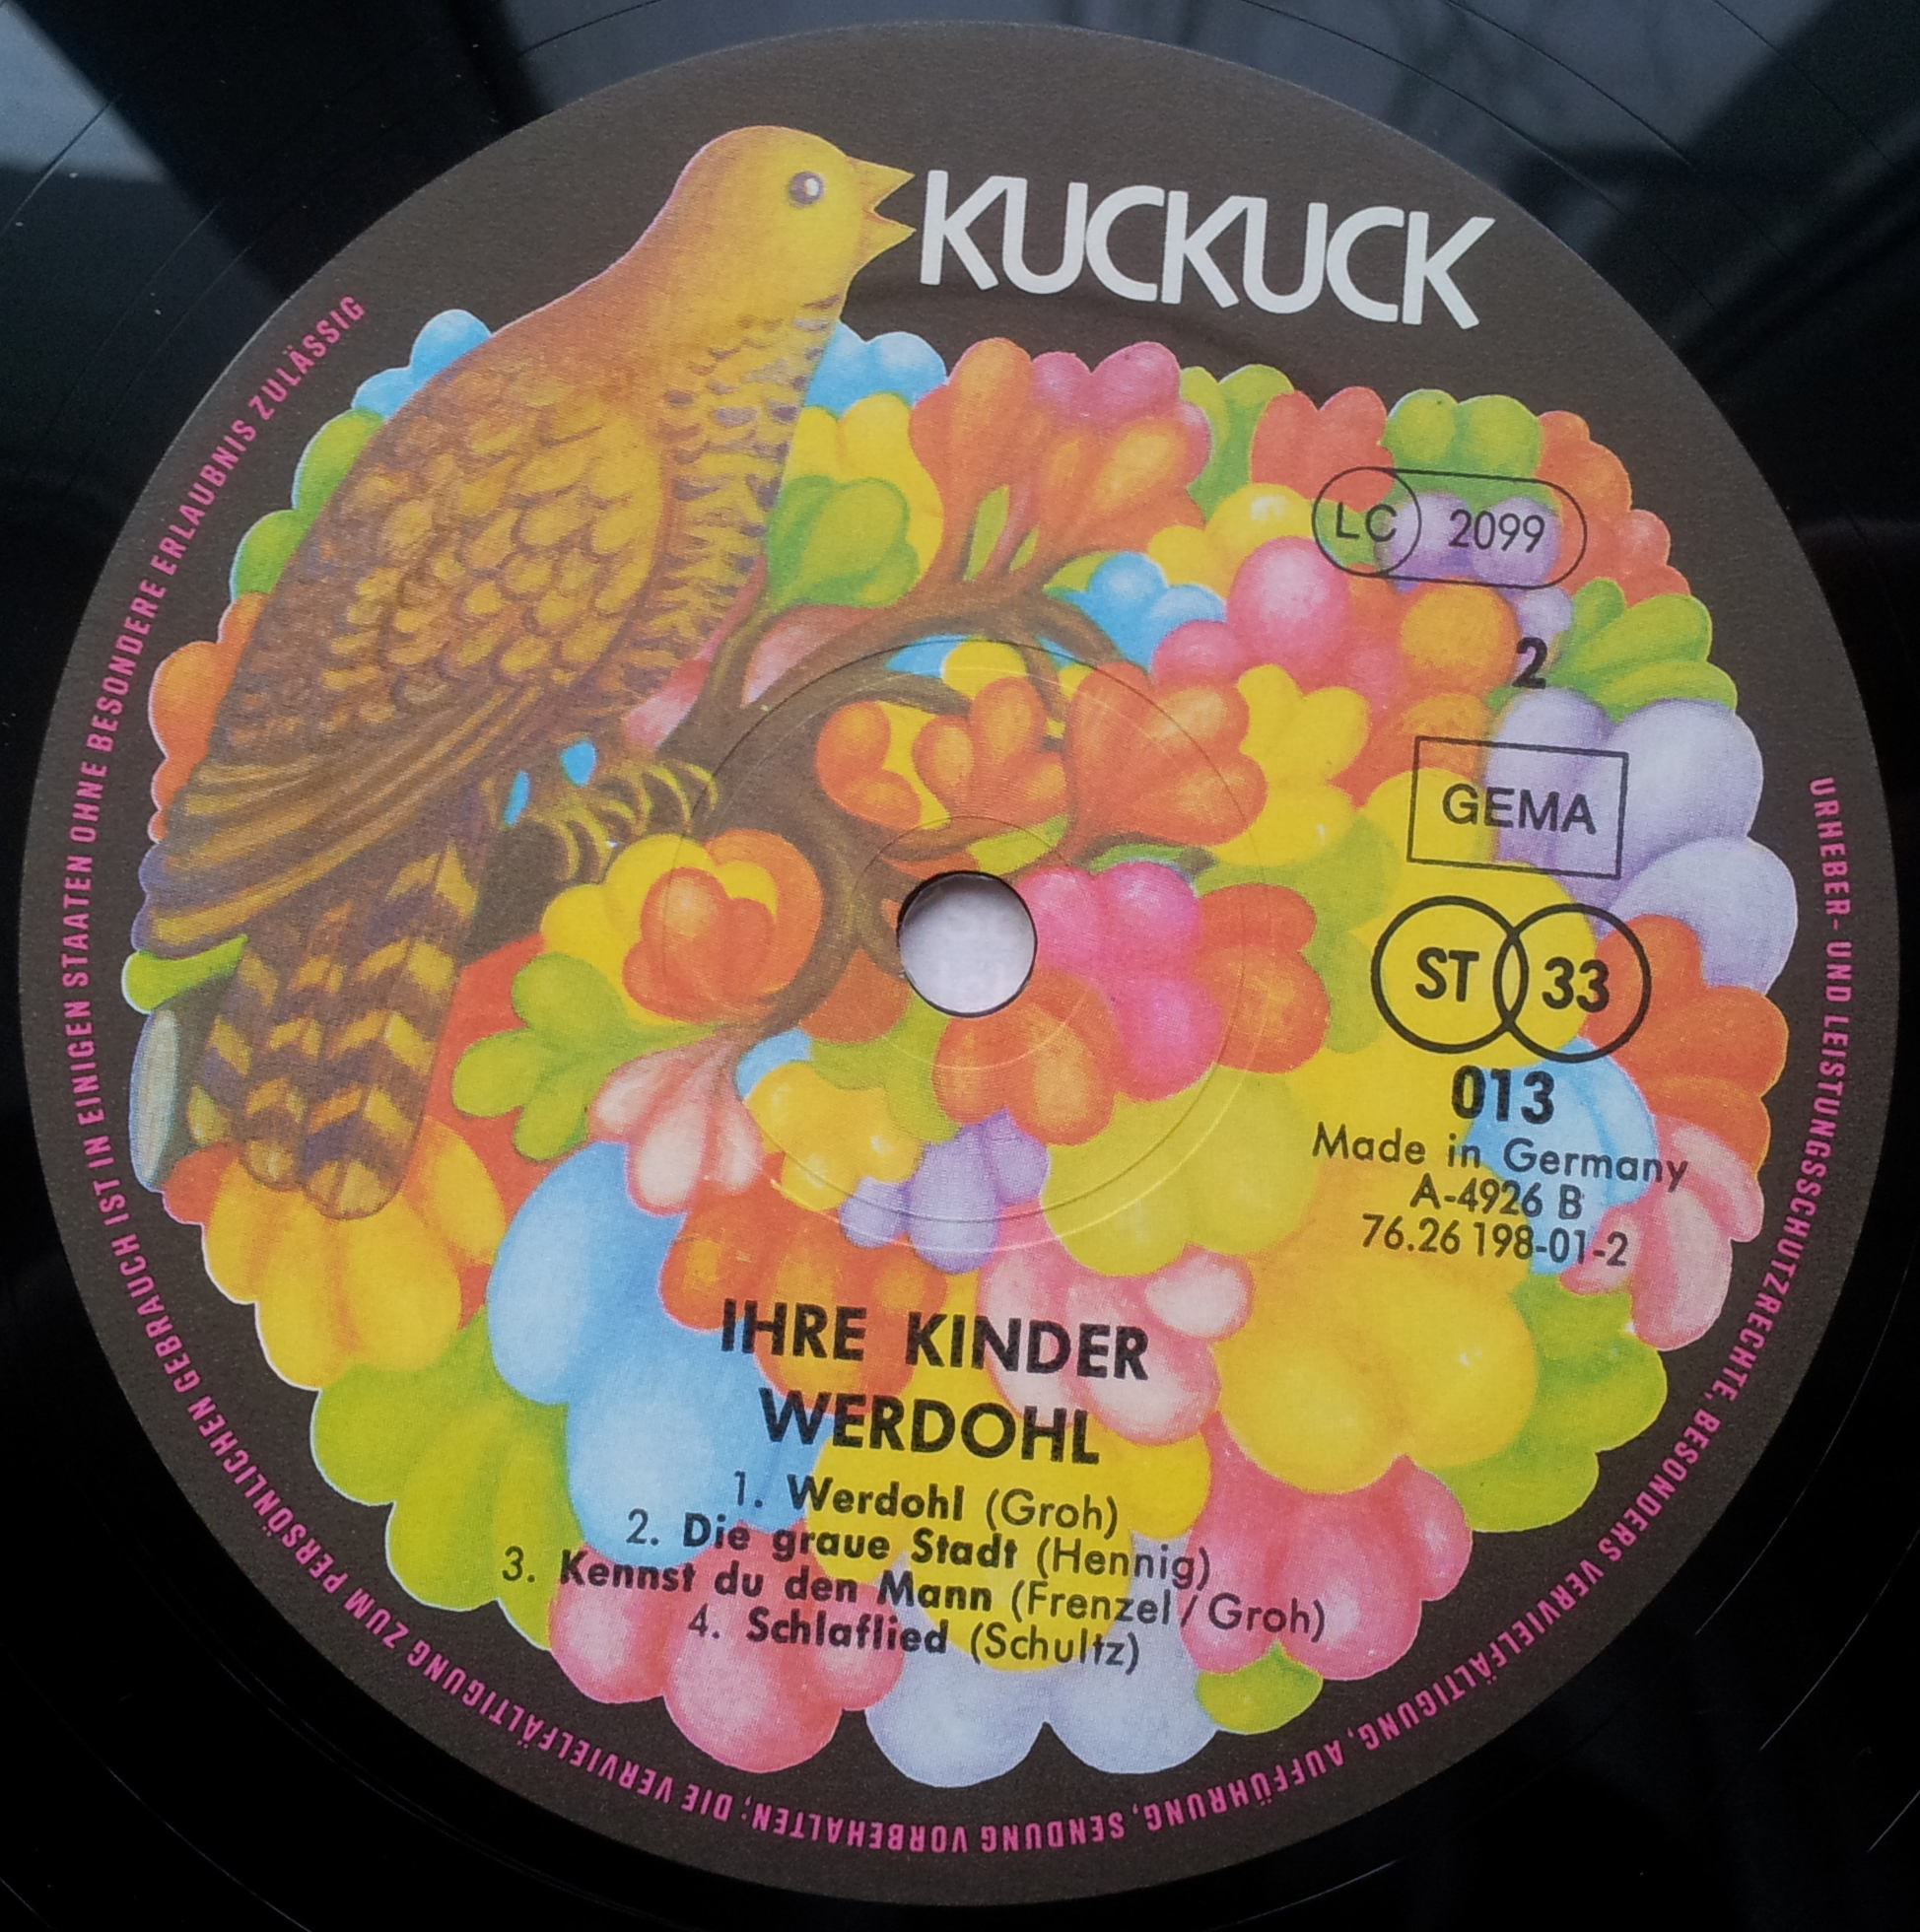 KUCKUCK
LC 2099
2
GEMA
ST 33
013
Made in Germany
A-4926 B
76.26 198-01-2
IHRE KINDER
WERDOHL
1. Werdohl (Groh)
2. Die graue Stadt (Hennig)
3. Kennst du den Mann (Frenzel/Groh)
4. Schlaflied (Schultz)
URHEBER- UND LEISTUNGSSCHUTZRECHTE, BESONDERS VERVIELFÄLTIGUNG, AUFFÜHRUNG, SENDUNG VORBEHALTEN; DIE VERVIELFÄLTIGUNG ZUM PERSÖNLICHEN GEBRAUCH IST IN EINIGEN STAATEN OHNE BESONDERE ERLAUBNIS ZULÄSSIG